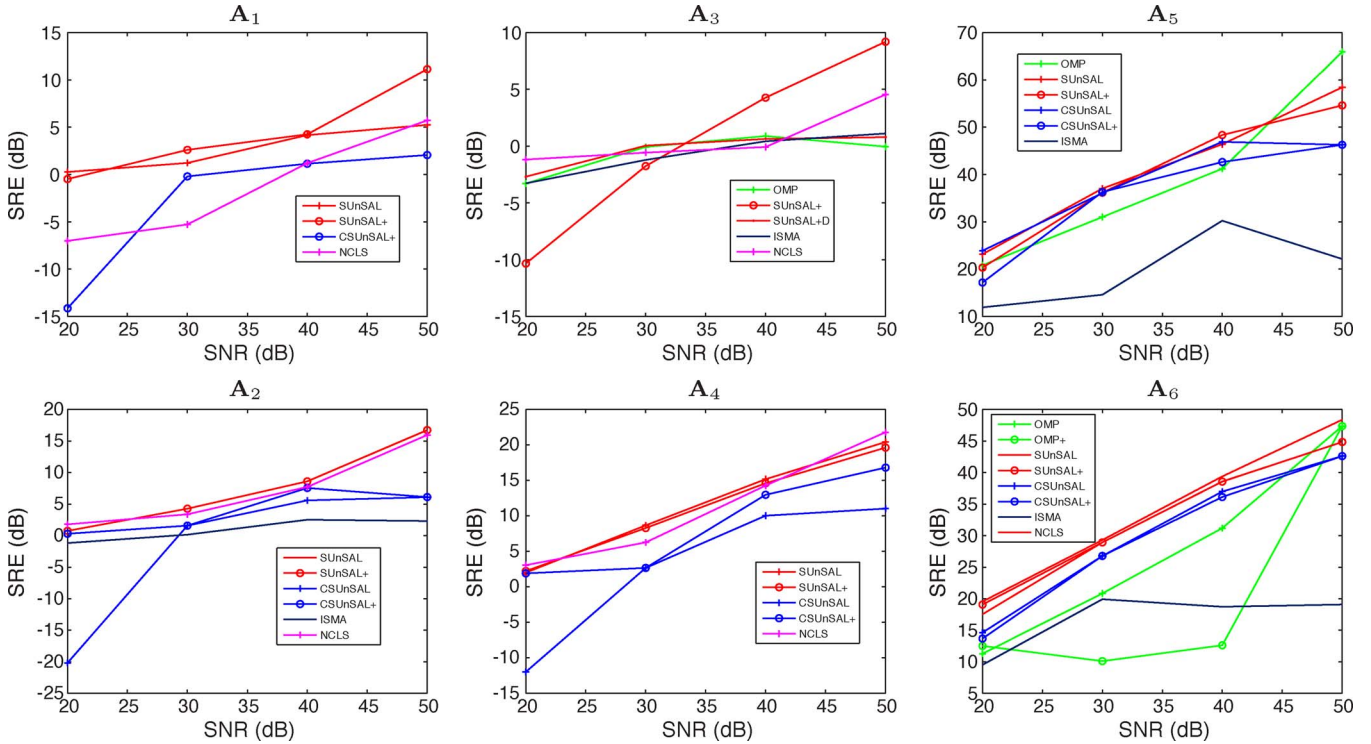 A1
15
10
5
0
-5
-10
-15
SRE (dB)
20 25 30 35 40 45 50
SNR (dB)
SUnSAL
SUnSAL+
CSUnSAL+
NCLS
A3
10
5
0
-5
-10
-15
SRE (dB)
20 25 30 35 40 45 50
SNR (dB)
OMP
SUnSAL+
SUnSAL+D
ISMA
NCLS
A5
70
60
50
40
30
20
10
SRE (dB)
20 25 30 35 40 45 50
SNR (dB)
OMP
SUnSAL
SUnSAL+
CSUnSAL
CSUnSAL+
ISMA
A2
20
15
10
5
0
-5
-10
-15
-20
-25
SRE (dB)
20 25 30 35 40 45 50
SNR (dB)
SUnSAL
SUnSAL+
CSUnSAL
CSUnSAL+
ISMA
NCLS
A4
25
20
15
10
5
0
-5
-10
-15
SRE (dB)
20 25 30 35 40 45 50
SNR (dB)
SUnSAL
SUnSAL+
CSUnSAL
CSUnSAL+
NCLS
A6
50
45
40
35
30
25
20
15
10
5
SRE (dB)
20 25 30 35 40 45 50
SNR (dB)
OMP
OMP+
SUnSAL
SUnSAL+
CSUnSAL
CSUnSAL+
ISMA
NCLS